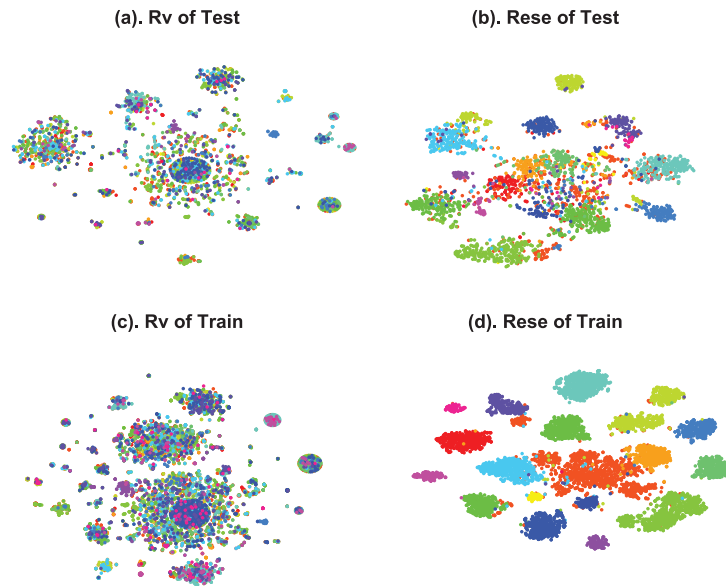 (a). Rv of Test
(b). Rese of Test
(c). Rv of Train
(d). Rese of Train